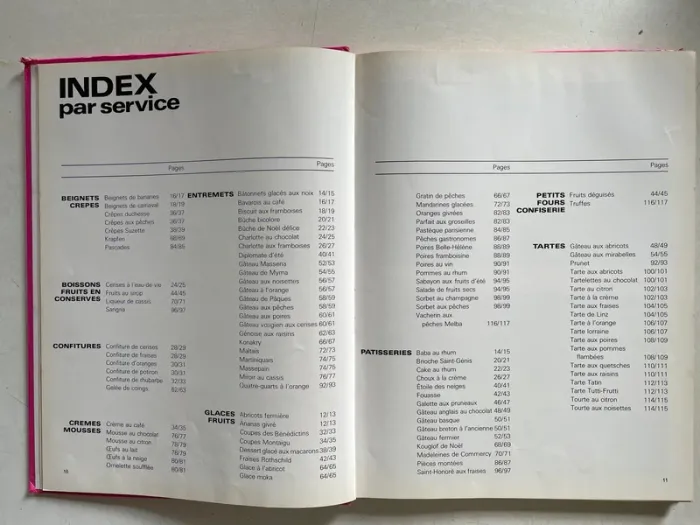 INDEX
par service
Pages
Pages
BEIGNETS
CREPES
Beignets de bananes 16/17
Beignets de carnaval 18/19
Crêpes duchesse 36/37
Crêpes aux pêches 36/37
Crêpes Suzette 38/39
Krapfen 68/69
Pescajoes 84/85
BOISSONS
FRUITS EN
CONSERVES
Cerises à l'eau-de-vie 24/25
Fruits au sirop 44/45
Liqueur de cassis 70/71
Sangria 96/97
CONFITURES
Confiture de cerises 28/29
Confiture de fraises 28/29
Confiture d'oranges 30/31
Confiture de potiron 30/31
Confiture de rhubarbe 32/33
Gelée de coings 62/63
CREMES
MOUSSES
Crème au café 34/35
Mousse au chocolat 76/77
Mousse au citron 78/79
Œufs au lait 78/79
Œufs à la neige 80/81
Omelette soufflée 80/81
10
ENTREMETS
Bâtonnets glacés aux noix 14/15
Bavarois au café 16/17
Biscuit aux framboises 18/19
Bûche bicolore 20/21
Bûche de Noël délice 22/23
Charlotte au chocolat 24/25
Charlotte aux framboises 26/27
Diplomate d'été 40/41
Gâteau Masséna 52/53
Gâteau de Myrna 54/55
Gâteau aux noisettes 56/57
Gâteau à l'orange 56/57
Gâteau de Pâques 58/59
Gâteau aux pêches 58/59
Gâteau aux poires 60/61
Gâteau vosgien aux cerises 60/61
Génoise aux raisins 62/63
Konakry 66/67
Maltais 72/73
Martiniques 74/75
Massepain 74/75
Miroir au cassis 76/77
Quatre-quarts à l'orange 92/93
GLACES
FRUITS
Abricots fermière 12/13
Ananas givré 12/13
Coupes des Bénédictins 32/33
Coupes Montaigu 34/35
Dessert glacé aux macarons 38/39
Fraises Rothschild 42/43
Glace à l'abricot 64/65
Glace moka 64/65
Pages
Pages
Gratin de pêches 66/67
Mandarines glacées 72/73
Oranges givrées 82/83
Parfait aux groseilles 82/83
Pastèque parisienne 84/85
Pêches gastronomes 86/87
Poires Belle-Hélène 88/89
Poires framboisine 88/89
Poires au vin 90/91
Pommes au rhum 90/91
Sabayon aux fruits d'été 94/95
Salade de fruits secs 94/95
Sorbet au champagne 98/99
Sorbet aux pêches 98/99
Vacherin aux
pêches Melba 116/117
PATISSERIES
Baba au rhum 14/15
Brioche Saint-Genis 20/21
Cake au rhum 22/23
Choux à la crème 26/27
Étoile des neiges 40/41
Fouasse 42/43
Galette aux pruneaux 46/47
Gâteau anglais au chocolat 48/49
Gâteau basque 50/51
Gâteau breton à l'ancienne 50/51
Gâteau fermier 52/53
Kouglof de Noël 68/69
Madeleines de Commercy 70/71
Pièces montées 86/87
Saint-Honoré aux fraises 96/97
PETITS
FOURS
CONFISERIE
Fruits déguisés 44/45
Truffes 116/117
TARTES
Gâteau aux abricots 48/49
Gâteau aux mirabelles 54/55
Prunet 92/93
Tarte aux abricots 100/101
Tartelettes au chocolat 100/101
Tarte au citron 102/103
Tarte à la crème 102/103
Tarte aux fraises 104/105
Tarte de Linz 104/105
Tarte à l'orange 106/107
Tarte lorraine 106/107
Tarte aux poires 108/109
Tarte aux pommes
flambées 108/109
Tarte aux quetsches 110/111
Tarte aux raisins 110/111
Tarte Tatin 112/113
Tarte Tutti-Frutti 112/113
Tourte au citron 114/115
Tarte aux noisettes 114/115
11